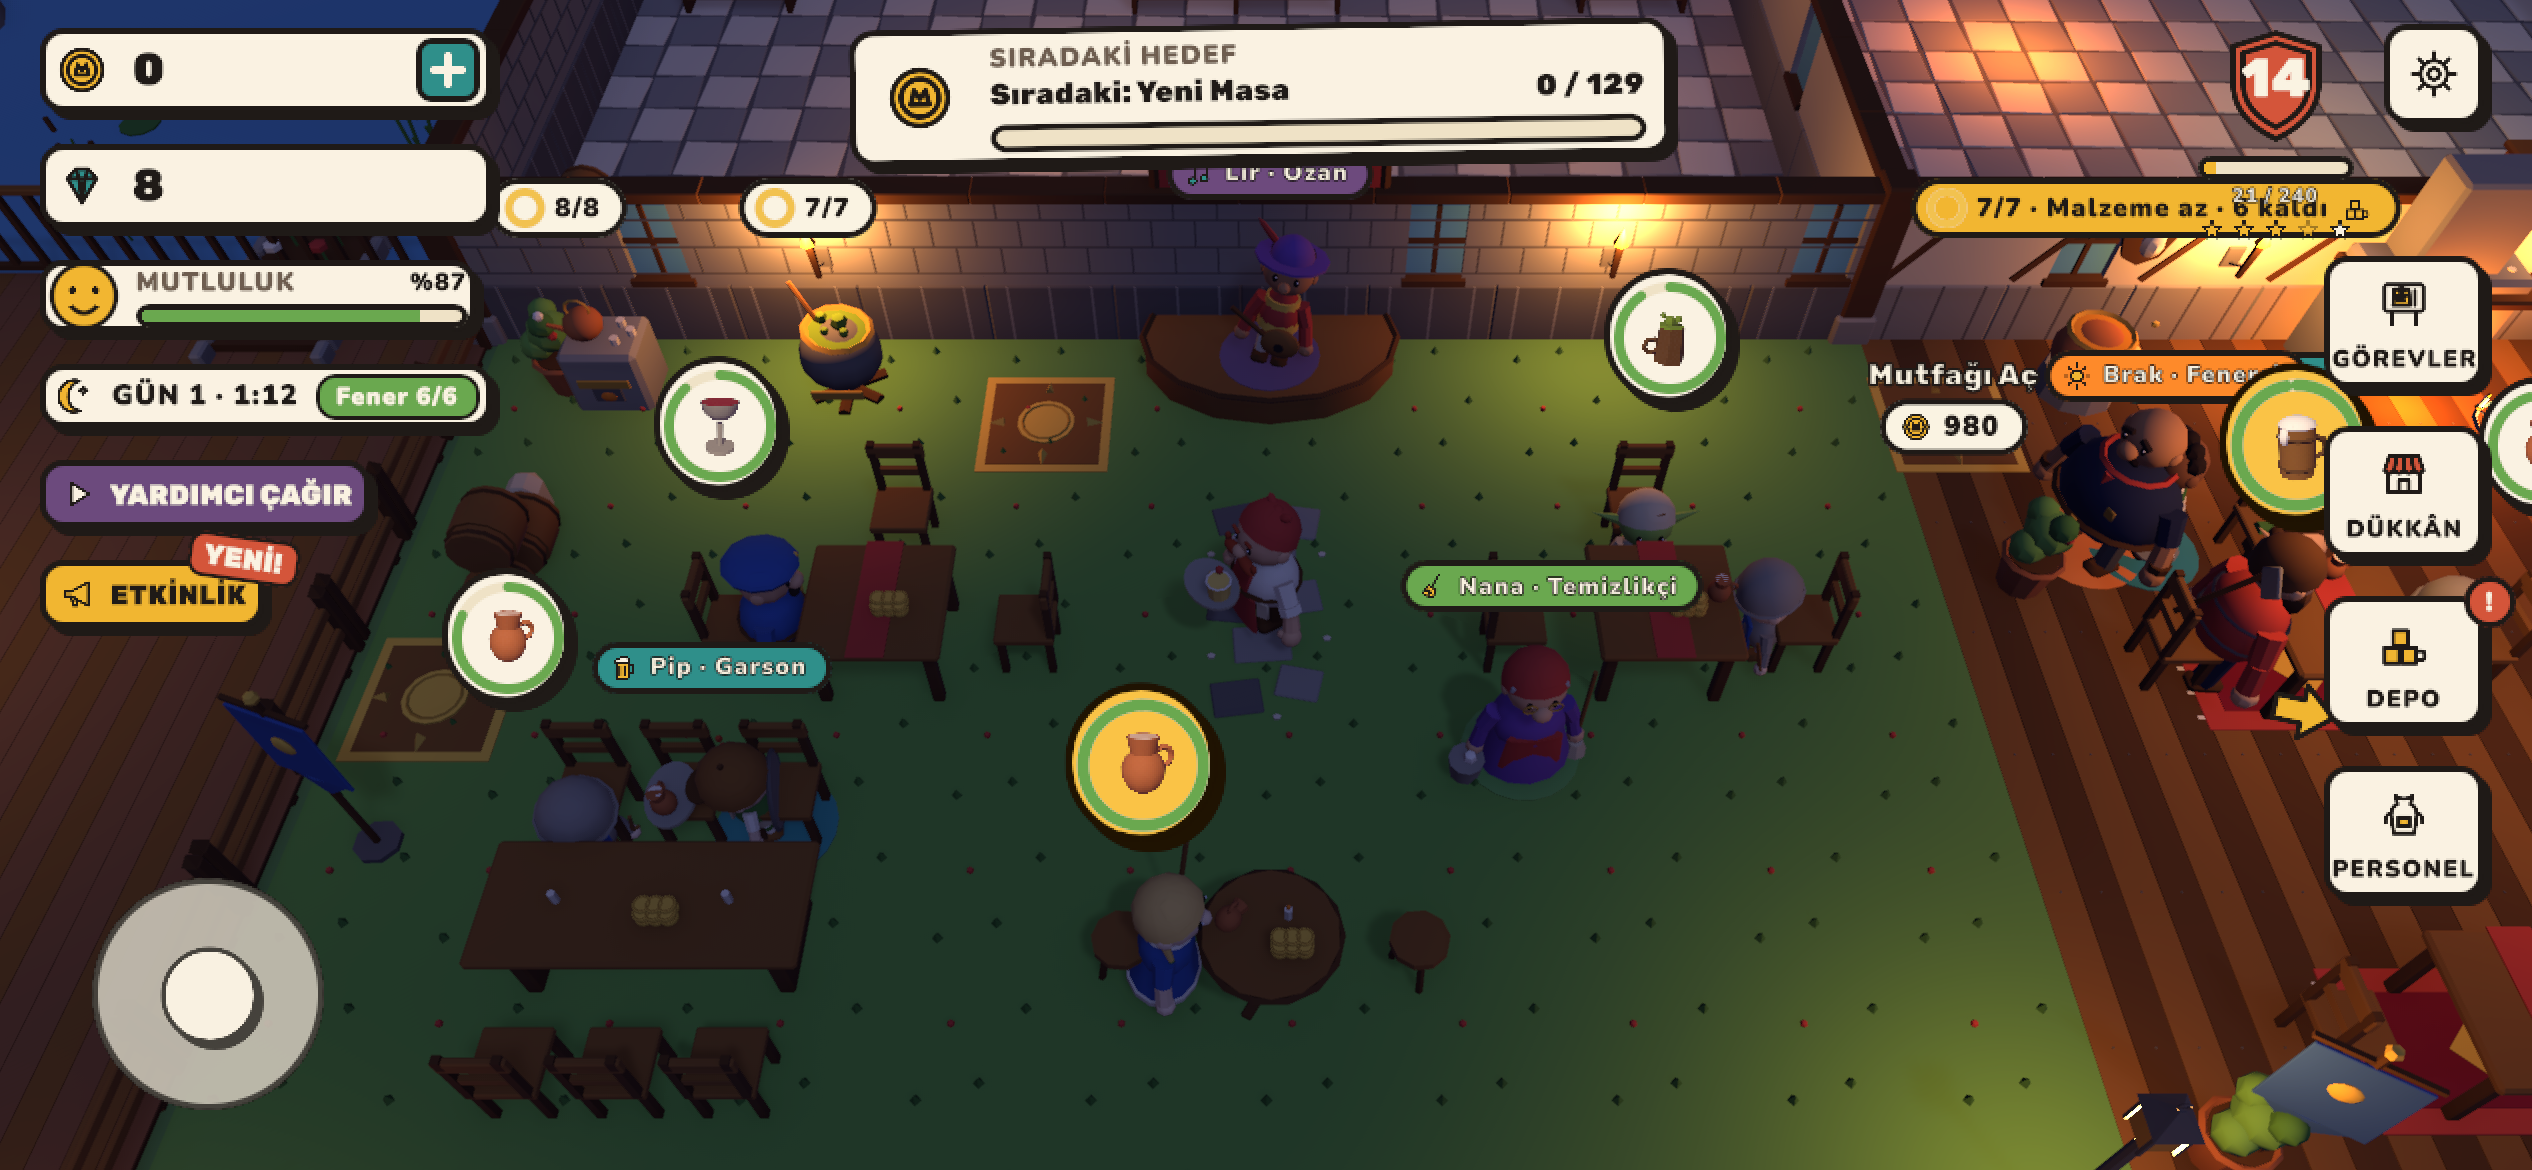 0
SIRADAKİ HEDEF
Sıradaki: Yeni Masa
0 / 129
14
8
8/8
7/7
Lir · Ozan
21 / 240
7/7 · Malzeme az · 6 kaldı
MUTLULUK
%87
GÖREVLER
GÜN 1 · 1:12
Fener 6/6
Mutfağı Aç
Brak · Fener
980
YARDIMCI ÇAĞIR
DÜKKÂN
YENİ!
ETKİNLİK
Nana · Temizlikçi
!
Pip · Garson
DEPO
PERSONEL